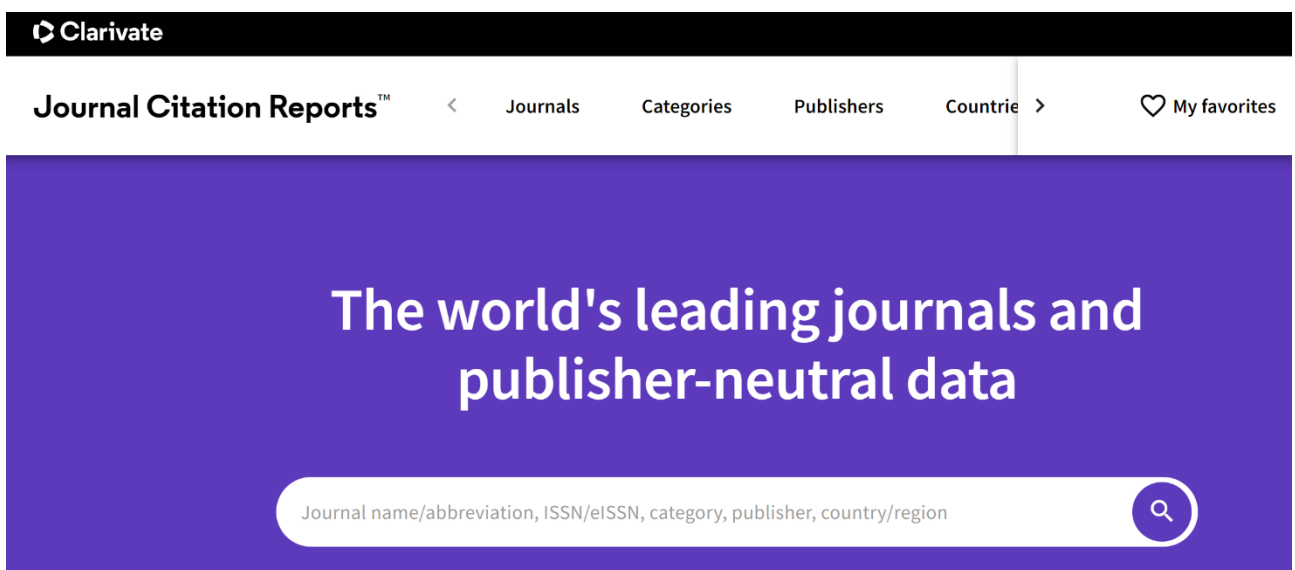 Clarivate
Journal Citation Reports™ Journals Categories Publishers Countrie My favorites
The world's leading journals and
publisher-neutral data
Journal name/abbreviation, ISSN/eISSN, category, publisher, country/region